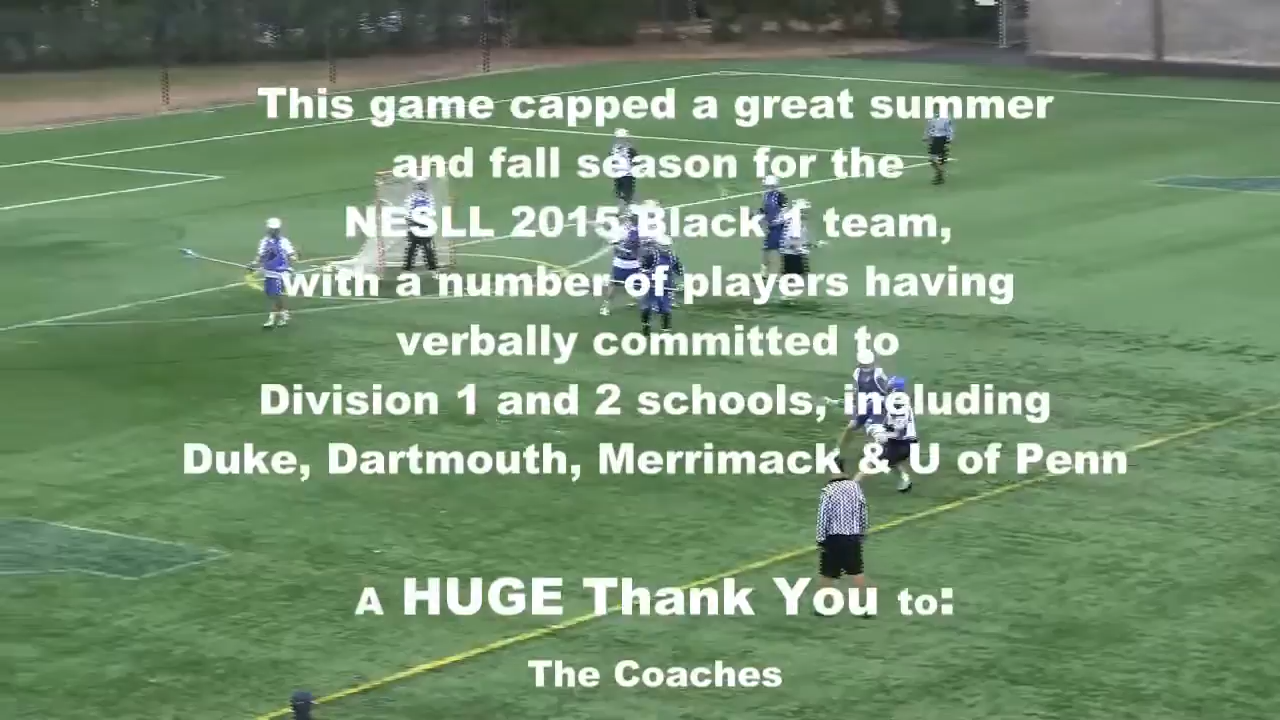 This game capped a great summer
and fall season for the
NESLL 2015 Black 1 team,
with a number of players having
verbally committed to
Division 1 and 2 schools, including
Duke, Dartmouth, Merrimack & U of Penn
A HUGE Thank You to:
The Coaches